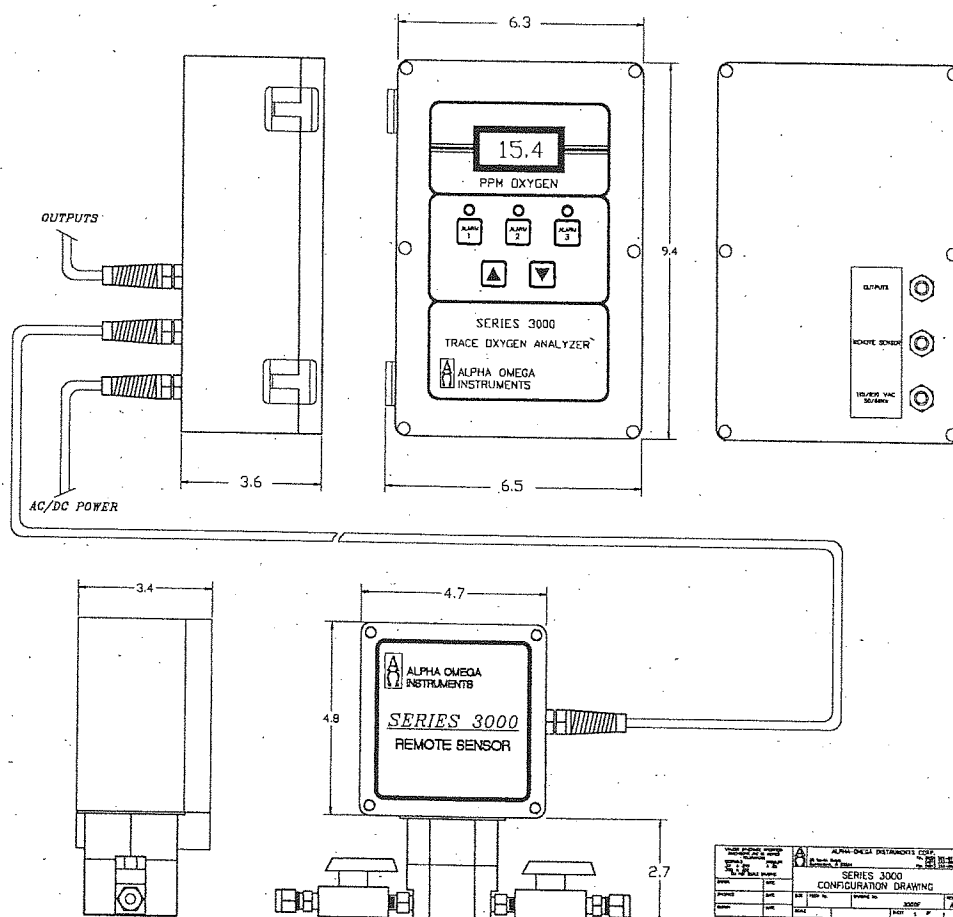 6.3
15.4
PPM OXYGEN
OUTPUTS
ALARM 1
ALARM 2
ALARM 3
9.4
OUTPUTS
REMOTE SENSOR
SERIES 3000
TRACE OXYGEN ANALYZER
ALPHA OMEGA
INSTRUMENTS
3.6
6.5
AC/DC POWER
3.4
4.7
ALPHA OMEGA
INSTRUMENTS
SERIES 3000
REMOTE SENSOR
2.7
ALPHA-OMEGA INSTRUMENTS CORP.
SERIES 3000
CONFIGURATION DRAWING